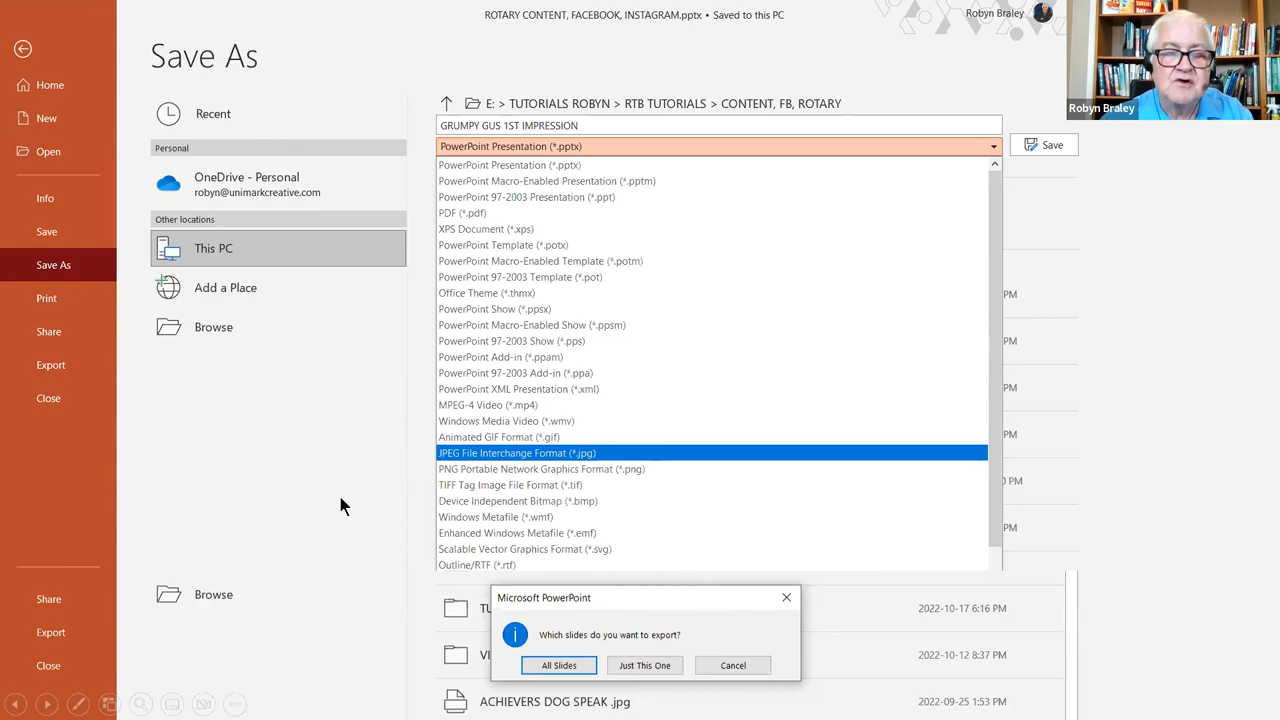 ROTARY CONTENT, FACEBOOK, INSTAGRAM.pptx • Saved to this PC
Robyn Braley
Robyn Braley
Save As
Home
New
Open
Info
Save
Save As
Print
Share
Export
Close
Share
Export
Close
Recent
Personal
OneDrive - Personal
robyn@unimarkcreative.com
Other locations
This PC
Add a Place
Browse
Browse
E: > TUTORIALS ROBYN > RTB TUTORIALS > CONTENT, FB, ROTARY
GRUMPY GUS 1ST IMPRESSION
PowerPoint Presentation (*.pptx)
Save
PowerPoint Presentation (*.pptx)
PowerPoint Macro-Enabled Presentation (*.pptm)
PowerPoint 97-2003 Presentation (*.ppt)
PDF (*.pdf)
XPS Document (*.xps)
PowerPoint Template (*.potx)
PowerPoint Macro-Enabled Template (*.potm)
PowerPoint 97-2003 Template (*.pot)
Office Theme (*.thmx)
PowerPoint Show (*.ppsx)
PowerPoint Macro-Enabled Show (*.ppsm)
PowerPoint 97-2003 Show (*.pps)
PowerPoint Add-in (*.ppam)
PowerPoint 97-2003 Add-in (*.ppa)
PowerPoint XML Presentation (*.xml)
MPEG-4 Video (*.mp4)
Windows Media Video (*.wmv)
Animated GIF Format (*.gif)
JPEG File Interchange Format (*.jpg)
PNG Portable Network Graphics Format (*.png)
TIFF Tag Image File Format (*.tif)
Device Independent Bitmap (*.bmp)
Windows Metafile (*.wmf)
Enhanced Windows Metafile (*.emf)
Scalable Vector Graphics Format (*.svg)
Outline/RTF (*.rtf)
PM
PM
PM
PM
PM
PM
Microsoft PowerPoint
Which slides do you want to export?
All Slides
Just This One
Cancel
2022-10-17 6:16 PM
2022-10-12 8:37 PM
ACHIEVERS DOG SPEAK .jpg
2022-09-25 1:53 PM